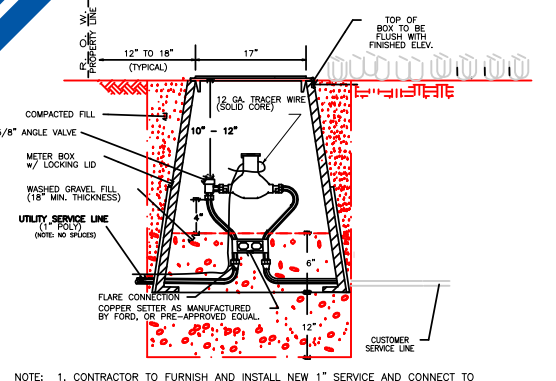 R. O. W.
PROPERTY LINE
12" TO 18"
(TYPICAL)
17"
TOP OF
BOX TO BE
FLUSH WITH
FINISHED ELEV.
12 GA. TRACER WIRE
(SOLID CORE)
COMPACTED FILL
10" - 12"
5/8" ANGLE VALVE
METER BOX
w/ LOCKING LID
WASHED GRAVEL FILL
(18" MIN. THICKNESS)
4"
UTILITY SERVICE LINE
(1" POLY)
(NOTE: NO SPLICES)
6"
FLARE CONNECTION
COPPER SETTER AS MANUFACTURED
BY FORD, OR PRE-APPROVED EQUAL.
12"
CUSTOMER
SERVICE LINE
NOTE: 1. CONTRACTOR TO FURNISH AND INSTALL NEW 1" SERVICE AND CONNECT TO